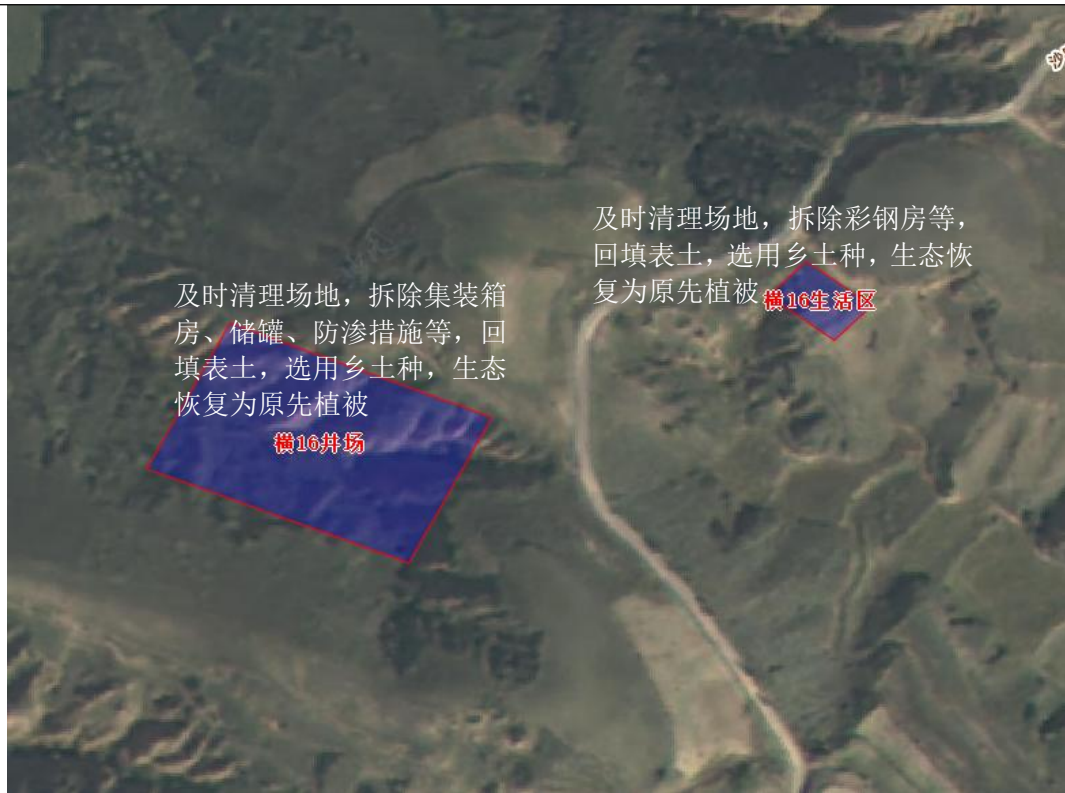 及时清理场地，拆除彩钢房等，
回填表土，选用乡土种，生态恢
复为原先植被
横16生活区
及时清理场地，拆除集装箱
房、储罐、防渗措施等，回
填表土，选用乡土种，生态
恢复为原先植被
横16井场